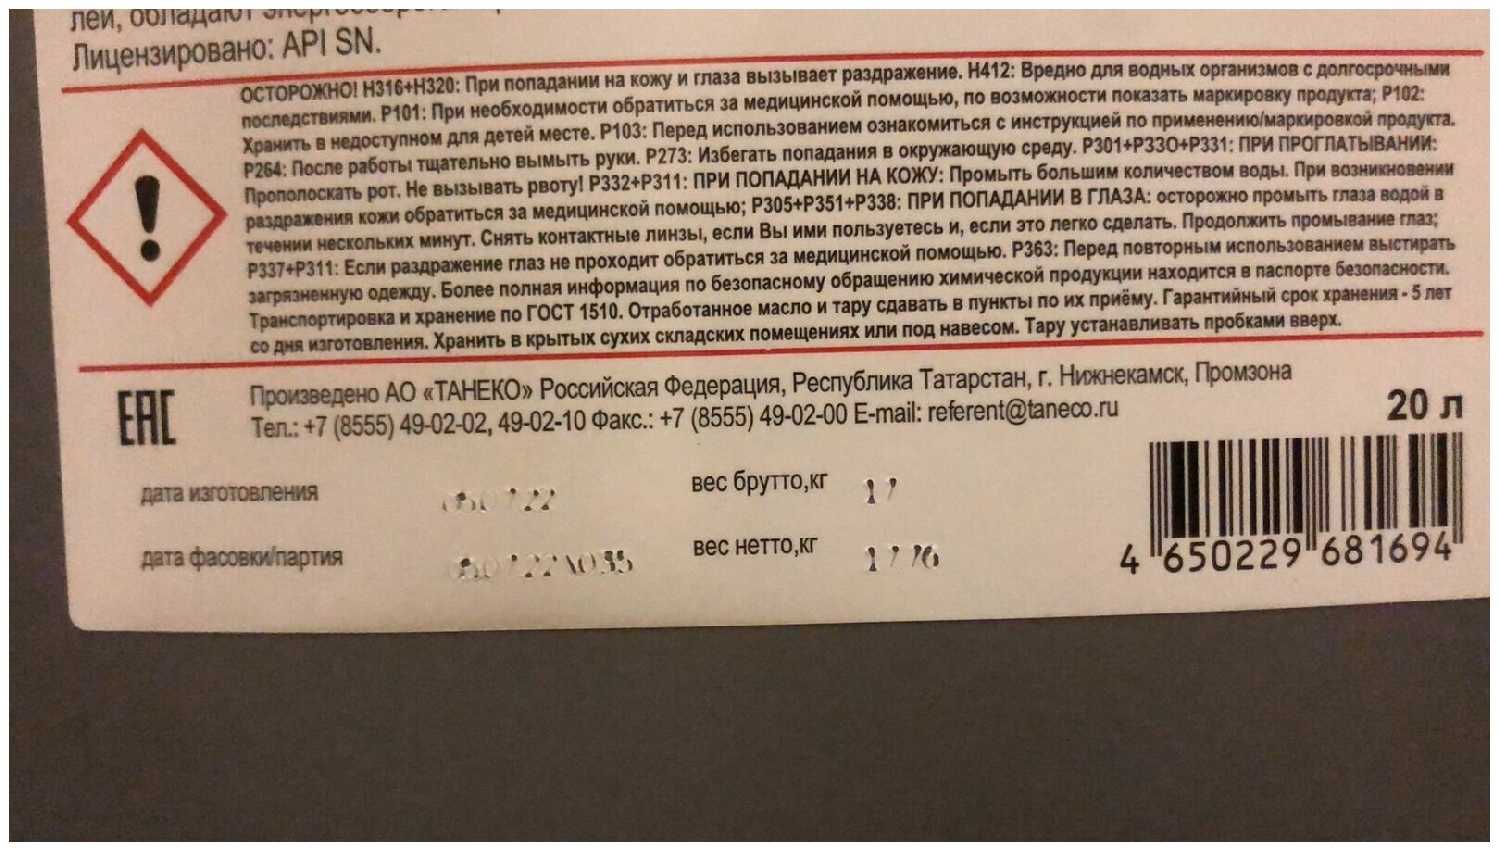 лей, обладают
Лицензировано: API SN.
ОСТОРОЖНО! H316+H320: При попадании на кожу и глаза вызывает раздражение. H412: Вредно для водных организмов с долгосрочными
последствиями. P101: При необходимости обратиться за медицинской помощью, по возможности показать маркировку продукта; P102:
Хранить в недоступном для детей месте. P103: Перед использованием ознакомиться с инструкцией по применению/маркировкой продукта.
P264: После работы тщательно вымыть руки. P273: Избегать попадания в окружающую среду. P301+P33O+P331: ПРИ ПРОГЛАТЫВАНИИ:
Прополоскать рот. Не вызывать рвоту! P332+P311: ПРИ ПОПАДАНИИ НА КОЖУ: Промыть большим количеством воды. При возникновении
раздражения кожи обратиться за медицинской помощью; P305+P351+P338: ПРИ ПОПАДАНИИ В ГЛАЗА: осторожно промыть глаза водой в
течении нескольких минут. Снять контактные линзы, если Вы ими пользуетесь и, если это легко сделать. Продолжить промывание глаз;
P337+P311: Если раздражение глаз не проходит обратиться за медицинской помощью. P363: Перед повторным использованием выстирать
загрязненную одежду. Более полная информация по безопасному обращению химической продукции находится в паспорте безопасности.
Транспортировка и хранение по ГОСТ 1510. Отработанное масло и тару сдавать в пункты по их приёму. Гарантийный срок хранения - 5 лет
со дня изготовления. Хранить в крытых сухих складских помещениях или под навесом. Тару устанавливать пробками вверх.
EAC
Произведено АО «ТАНЕКО» Российская Федерация, Республика Татарстан, г. Нижнекамск, Промзона
Тел.: +7 (8555) 49-02-02, 49-02-10 Факс.: +7 (8555) 49-02-00 E-mail: referent@taneco.ru
20 л
дата изготовления
вес брутто,кг 17
дата фасовки/партия
вес нетто,кг
4 650229 681694